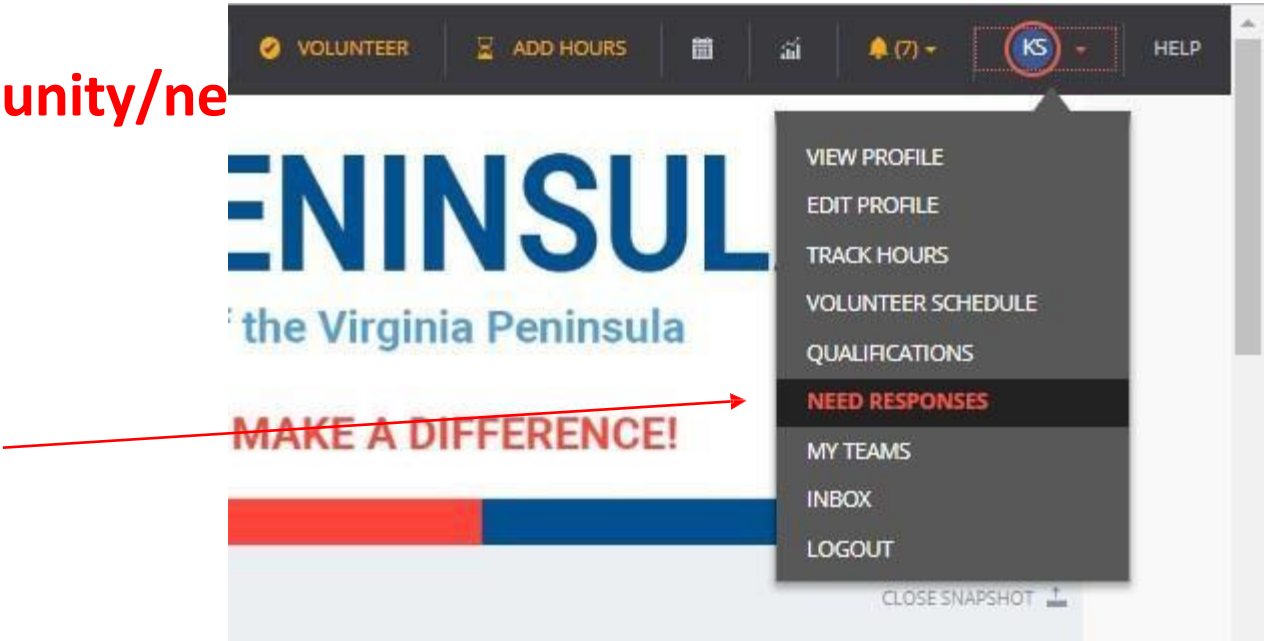 VOLUNTEER ADD HOURS (7) KS HELP
unity/ne
ENINSUL
the Virginia Peninsula
MAKE A DIFFERENCE!
VIEW PROFILE
EDIT PROFILE
TRACK HOURS
VOLUNTEER SCHEDULE
QUALIFICATIONS
NEED RESPONSES
MY TEAMS
INBOX
LOGOUT
CLOSE SNAPSHOT